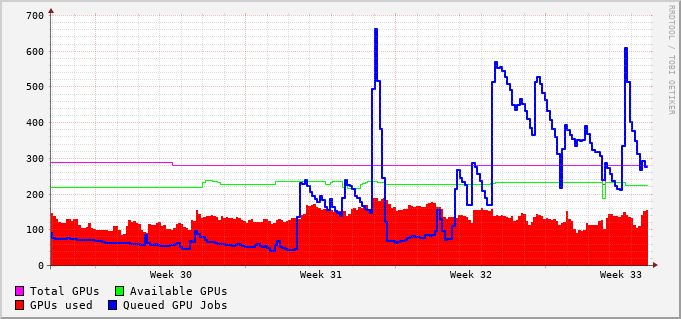 700
600
500
400
300
200
100
0
Week 30 Week 31 Week 32 Week 33
Total GPUs Available GPUs
GPUs used Queued GPU Jobs
RRDTOOL / TOBI OETIKER